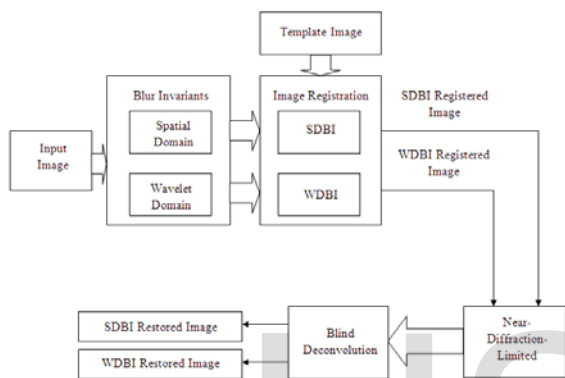 Template Image
Blur Invariants
Image Registration
Spatial
Domain
SDBI
SDBI Registered
Image
Input
Image
Wavelet
Domain
WDBI
WDBI Registered
Image
SDBI Restored Image
WDBI Restored Image
Blind
Deconvolution
Near-
Diffraction-
Limited